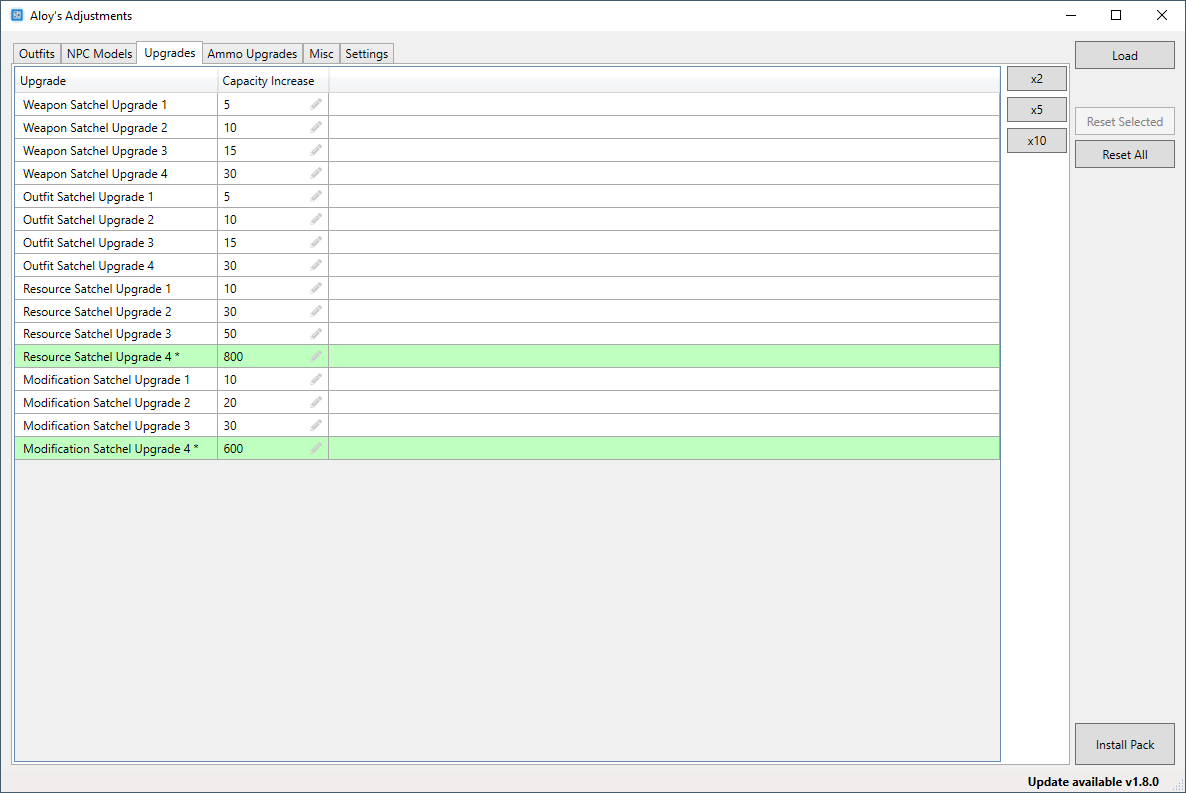 Aloy's Adjustments
Outfits NPC Models Upgrades Ammo Upgrades Misc Settings
Load
Upgrade Capacity Increase
x2
Weapon Satchel Upgrade 1 5
x5
Reset Selected
Weapon Satchel Upgrade 2 10
x10
Weapon Satchel Upgrade 3 15
Reset All
Weapon Satchel Upgrade 4 30
Outfit Satchel Upgrade 1 5
Outfit Satchel Upgrade 2 10
Outfit Satchel Upgrade 3 15
Outfit Satchel Upgrade 4 30
Resource Satchel Upgrade 1 10
Resource Satchel Upgrade 2 30
Resource Satchel Upgrade 3 50
Resource Satchel Upgrade 4 * 800
Modification Satchel Upgrade 1 10
Modification Satchel Upgrade 2 20
Modification Satchel Upgrade 3 30
Modification Satchel Upgrade 4 * 600
Install Pack
Update available v1.8.0